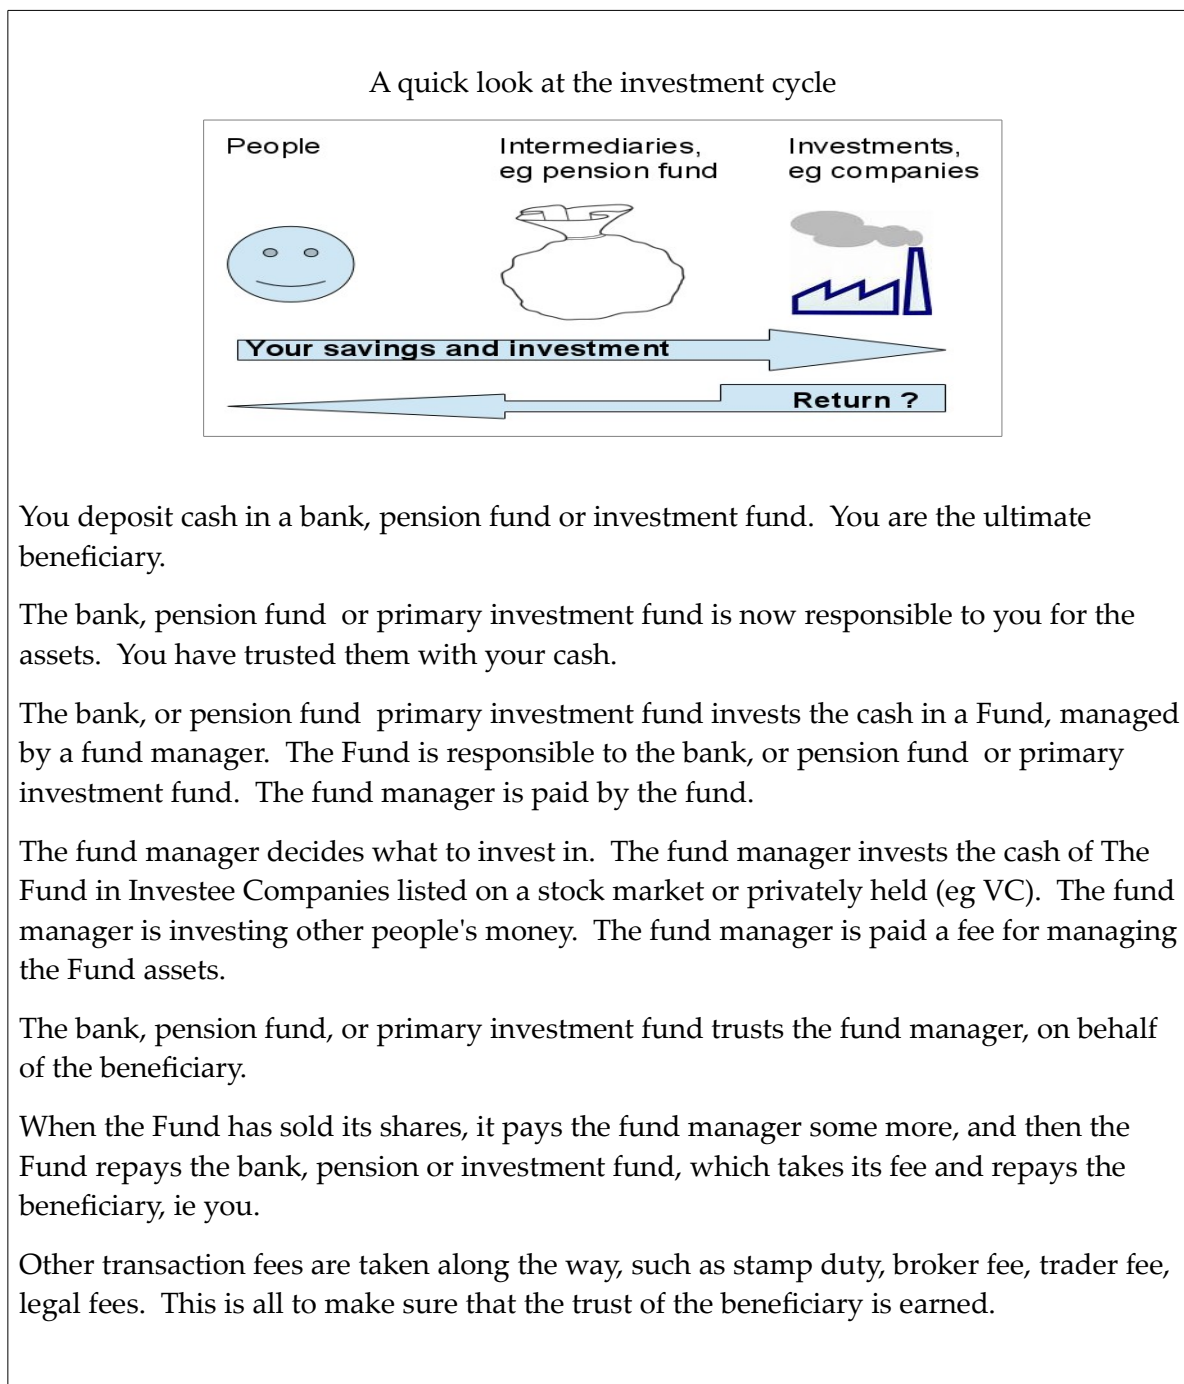 A quick look at the investment cycle
People
Intermediaries,
eg pension fund
Investments,
eg companies
Your savings and investment
Return ?
You deposit cash in a bank, pension fund or investment fund.  You are the ultimate
beneficiary.
The bank, pension fund  or primary investment fund is now responsible to you for the
assets.  You have trusted them with your cash.
The bank, or pension fund  primary investment fund invests the cash in a Fund, managed
by a fund manager.  The Fund is responsible to the bank, or pension fund  or primary
investment fund.  The fund manager is paid by the fund.
The fund manager decides what to invest in.  The fund manager invests the cash of The
Fund in Investee Companies listed on a stock market or privately held (eg VC).  The fund
manager is investing other people's money.  The fund manager is paid a fee for managing
the Fund assets.
The bank, pension fund, or primary investment fund trusts the fund manager, on behalf
of the beneficiary.
When the Fund has sold its shares, it pays the fund manager some more, and then the
Fund repays the bank, pension or investment fund, which takes its fee and repays the
beneficiary, ie you.
Other transaction fees are taken along the way, such as stamp duty, broker fee, trader fee,
legal fees.  This is all to make sure that the trust of the beneficiary is earned.